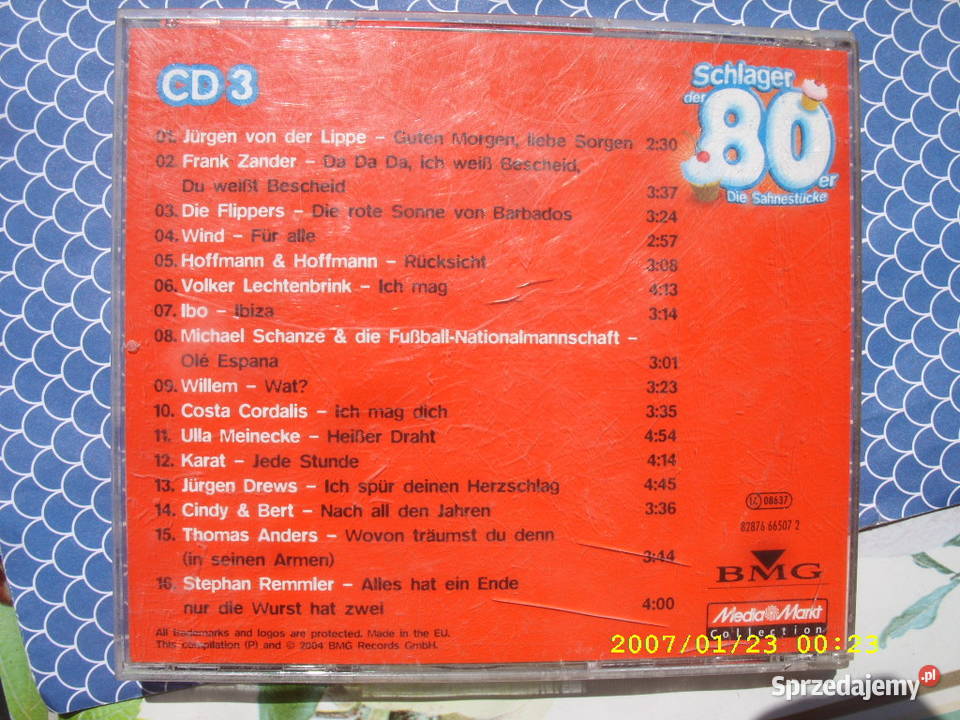 CD 3
Schlager
der
80er
Die Sahnestücke
01. Jürgen von der Lippe – Guten Morgen, liebe Sorgen 2:30
02. Frank Zander – Da Da Da, ich weiß Bescheid,
Du weißt Bescheid 3:37
03. Die Flippers – Die rote Sonne von Barbados 3:24
04. Wind – Für alle 2:57
05. Hoffmann & Hoffmann – Rücksicht 3:08
06. Volker Lechtenbrink – Ich mag 4:13
07. Ibo – Ibiza 3:14
08. Michael Schanze & die Fußball-Nationalmannschaft –
Olé Espana 3:01
09. Willem – Wat? 3:23
10. Costa Cordalis – Ich mag dich 3:35
11. Ulla Meinecke – Heißer Draht 4:54
12. Karat – Jede Stunde 4:14
13. Jürgen Drews – Ich spür deinen Herzschlag 4:45
14. Cindy & Bert – Nach all den Jahren 3:36
15. Thomas Anders – Wovon träumst du denn
(in seinen Armen) 3:44
16. Stephan Remmler – Alles hat ein Ende
nur die Wurst hat zwei 4:00
LC 08637
82876 66507 2
BMG
Media Markt
Collection
All trademarks and logos are protected. Made in the EU.
This compilation (P) and © 2004 BMG Records GmbH.
2007/01/23 00:23
Sprzedajemy.pl